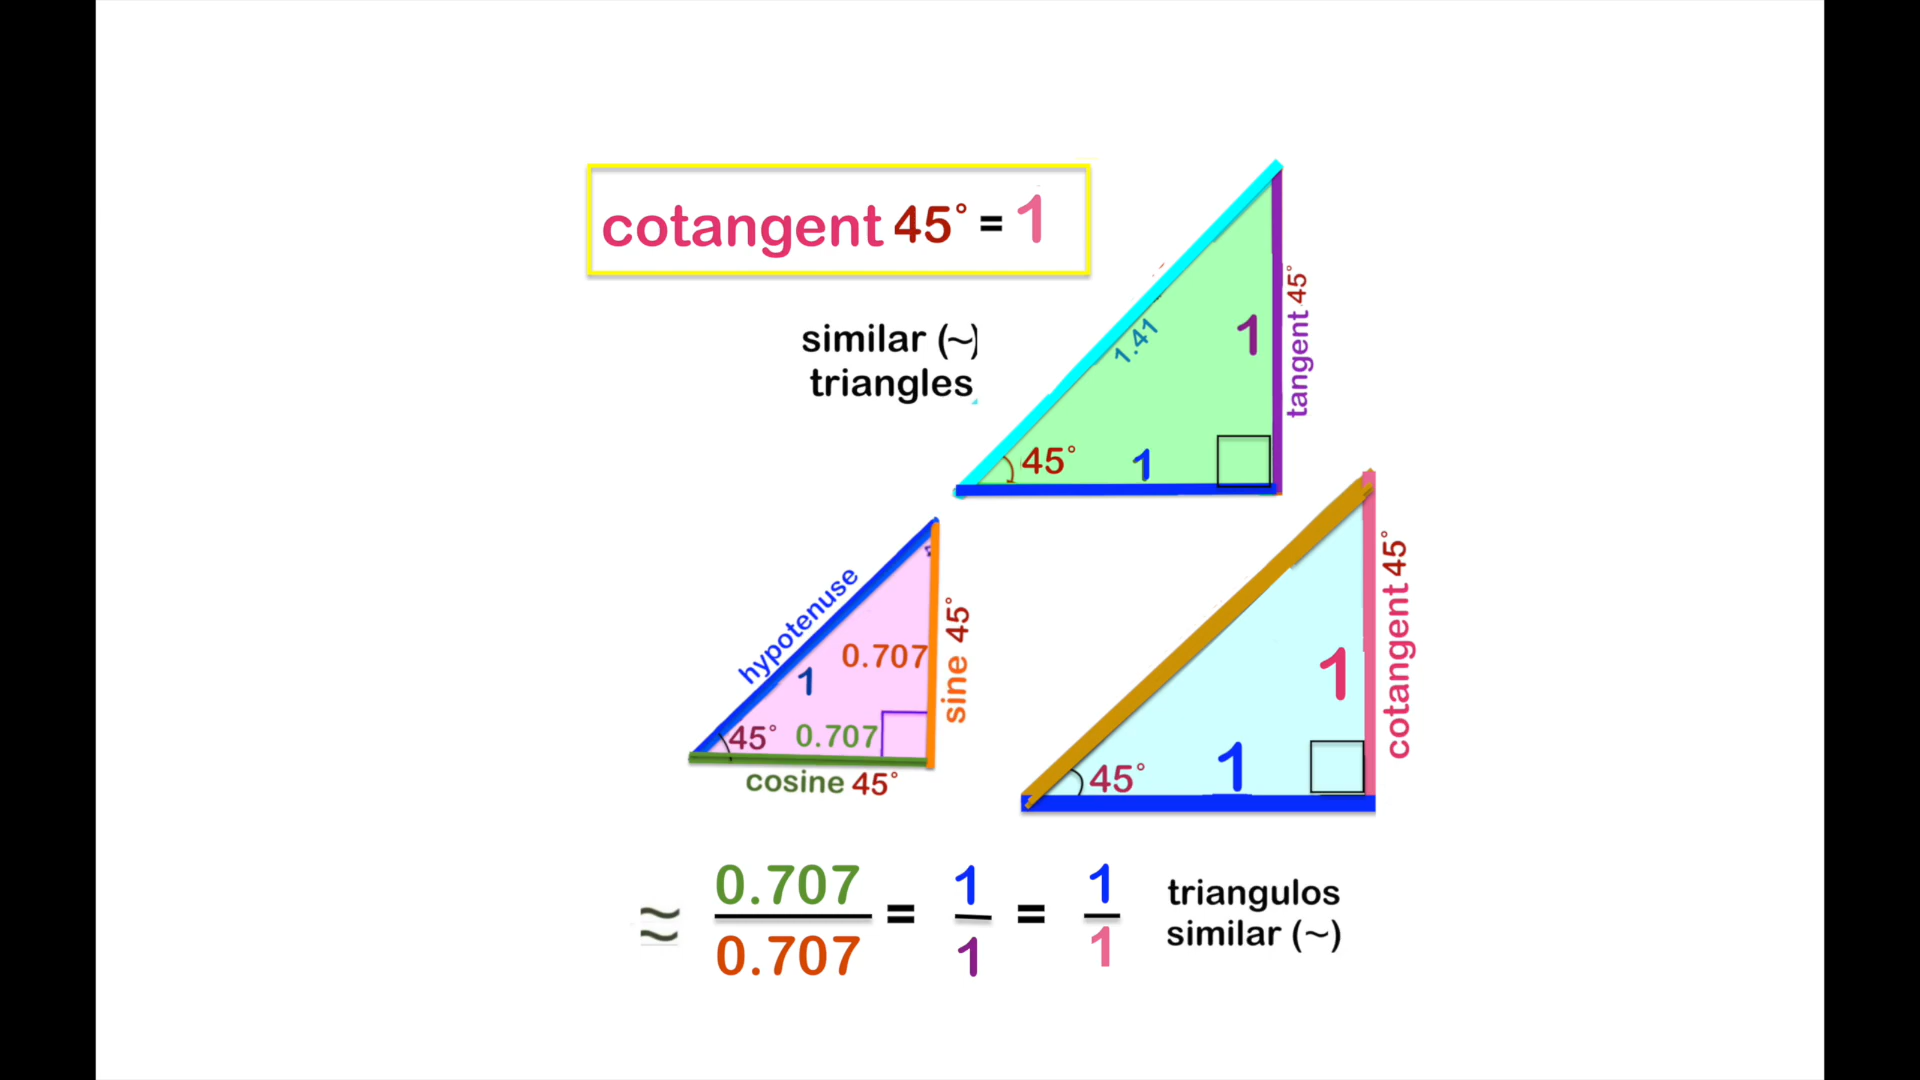 cotangent 45° = 1
similar (~)
triangles
1.41
1
tangent 45°
45°
1
hypotenuse
1
0.707
sine 45°
45°
0.707
cosine 45°
1
cotangent 45°
45°
1
≈ 0.707/0.707 = 1/1 = 1/1
triangulos
similar (~)